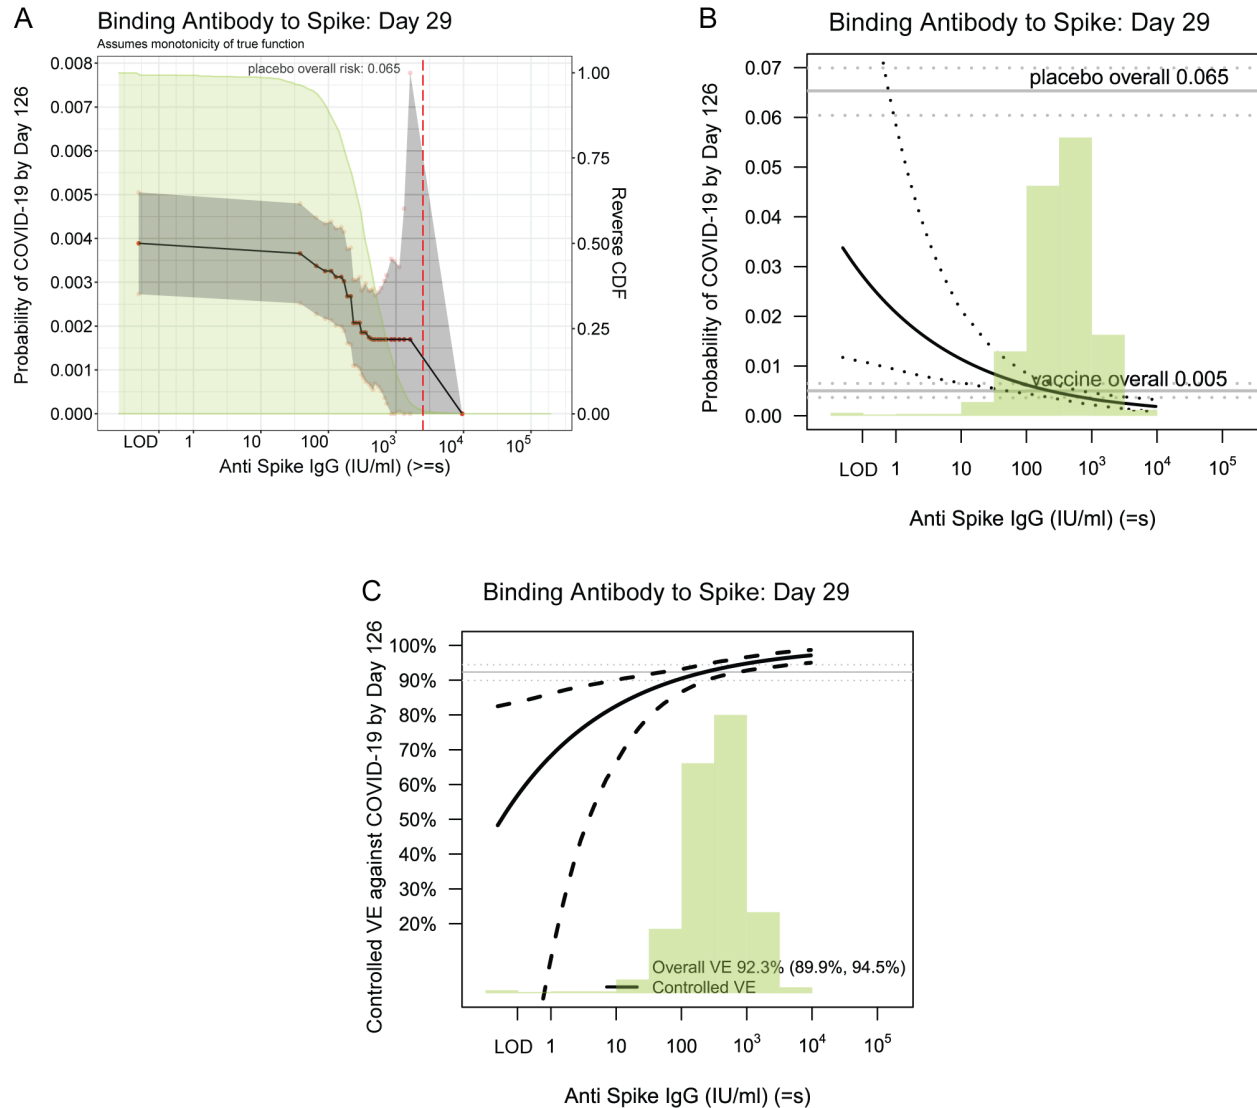 A
Binding Antibody to Spike: Day 29
Assumes monotonicity of true function
placebo overall risk: 0.065
Probability of COVID-19 by Day 126
0.008
0.007
0.006
0.005
0.004
0.003
0.002
0.001
0.000
1.00
0.75
0.50
0.25
0.00
Reverse CDF
LOD 1 10 100 10³ 10⁴ 10⁵
Anti Spike IgG (IU/ml) (>=s)
B
Binding Antibody to Spike: Day 29
Probability of COVID-19 by Day 126
0.07
0.06
0.05
0.04
0.03
0.02
0.01
0.00
placebo overall 0.065
vaccine overall 0.005
LOD 1 10 100 10³ 10⁴ 10⁵
Anti Spike IgG (IU/ml) (=s)
C
Binding Antibody to Spike: Day 29
Controlled VE against COVID-19 by Day 126
100%
90%
80%
70%
60%
50%
40%
30%
20%
Overall VE 92.3% (89.9%, 94.5%)
Controlled VE
LOD 1 10 100 10³ 10⁴ 10⁵
Anti Spike IgG (IU/ml) (=s)